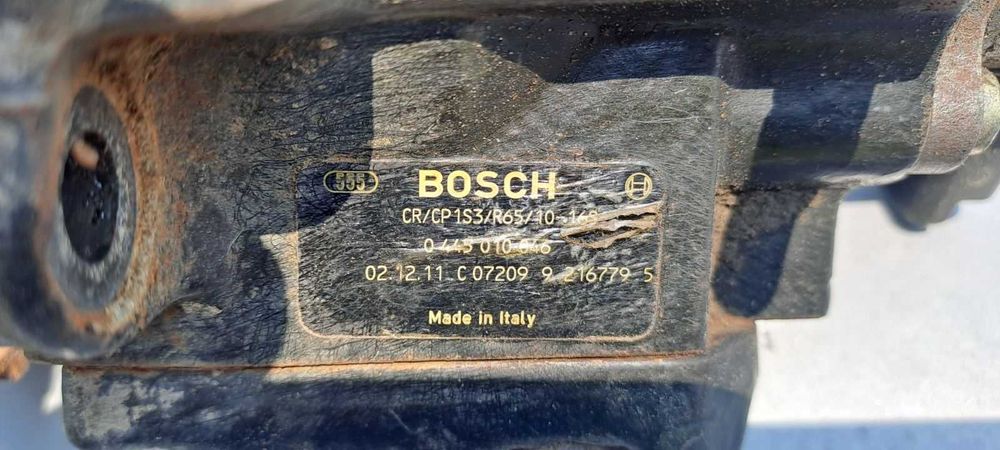 555 BOSCH
CR/CP1S3/R65/10-16S
0 445 010 046
02.12.11 C 07209 9 216779 5
Made in Italy